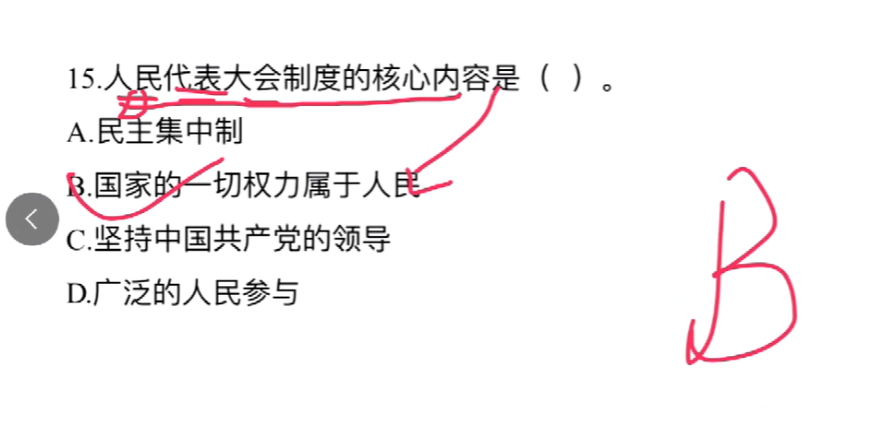 15.人民代表大会制度的核心内容是（ ）。
A.民主集中制
B.国家的一切权力属于人民
C.坚持中国共产党的领导
D.广泛的人民参与
B